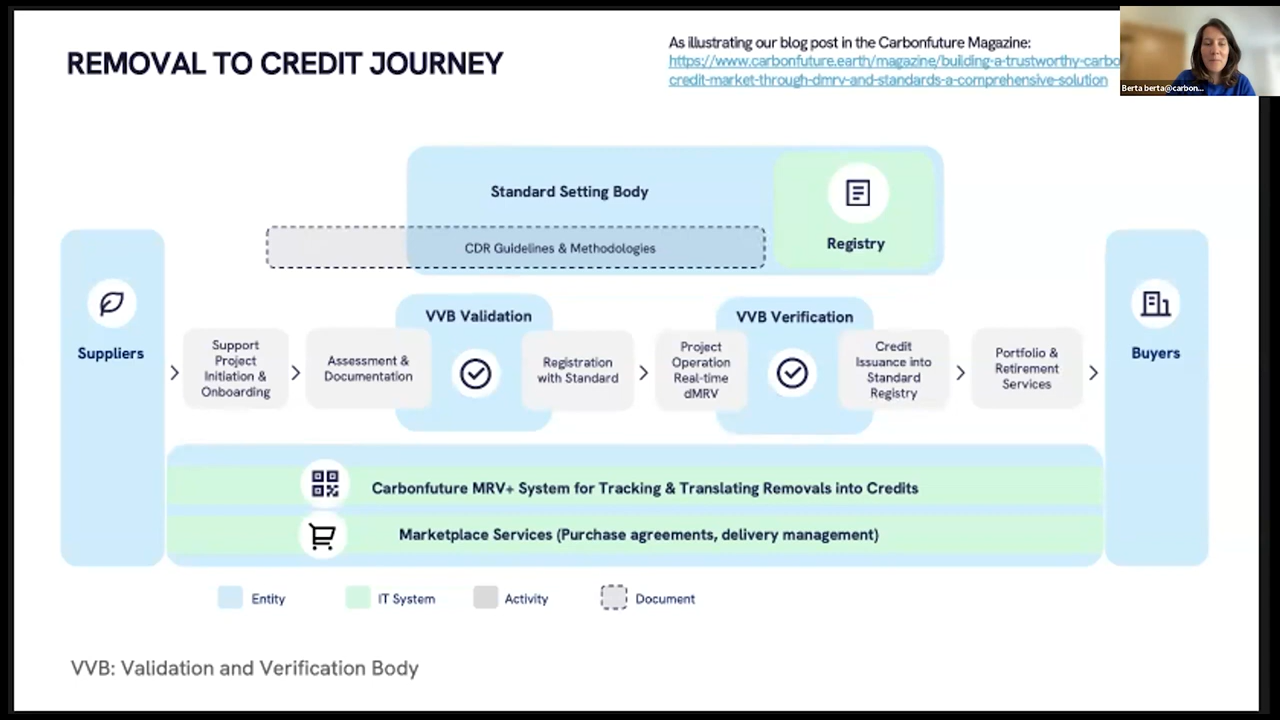 REMOVAL TO CREDIT JOURNEY
As illustrating our blog post in the Carbonfuture Magazine:
https://www.carbonfuture.earth/magazine/building-a-trustworthy-carbo
credit-market-through-dmrv-and-standards-a-comprehensive-solution
Berta berta@carbon...
Standard Setting Body
CDR Guidelines & Methodologies
Registry
Suppliers
Support
Project
Initiation &
Onboarding
Assessment &
Documentation
VVB Validation
Registration
with Standard
Project
Operation
Real-time
dMRV
VVB Verification
Credit
Issuance into
Standard
Registry
Portfolio &
Retirement
Services
Buyers
Carbonfuture MRV+ System for Tracking & Translating Removals into Credits
Marketplace Services (Purchase agreements, delivery management)
Entity
IT System
Activity
Document
VVB: Validation and Verification Body